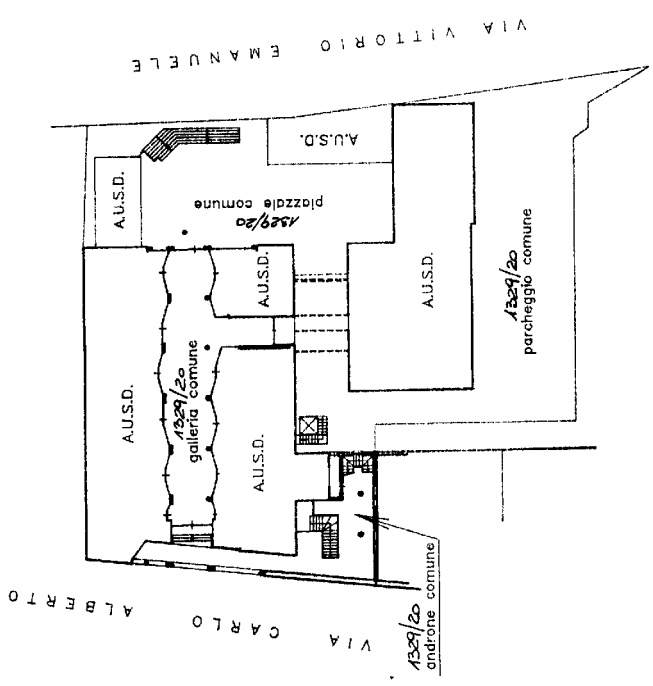 VIA VITTORIO EMANUELE
A.U.S.D.
A.U.S.D.
1329/20
piazzale comune
A.U.S.D.
A.U.S.D.
1329/20
parcheggio comune
A.U.S.D.
1329/20
galleria comune
A.U.S.D.
1329/20
androne comune
VIA CARLO ALBERTO